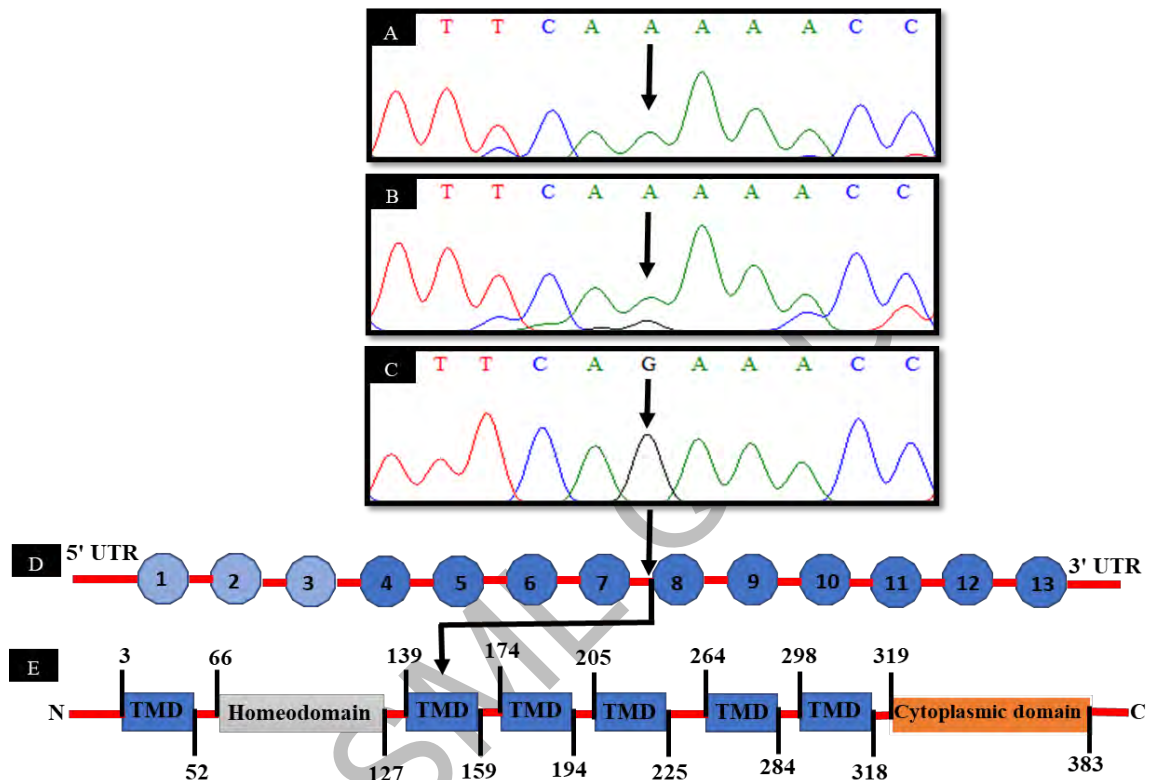 A T T C A A A A A C C
B T T C A A A A A C C
C T T C A G A A A C C
D 5' UTR 1 2 3 4 5 6 7 8 9 10 11 12 13 3' UTR
E 3 66 139 174 205 264 298 319
N TMD Homeodomain TMD TMD TMD TMD TMD Cytoplasmic domain C
52 127 159 194 225 284 318 383